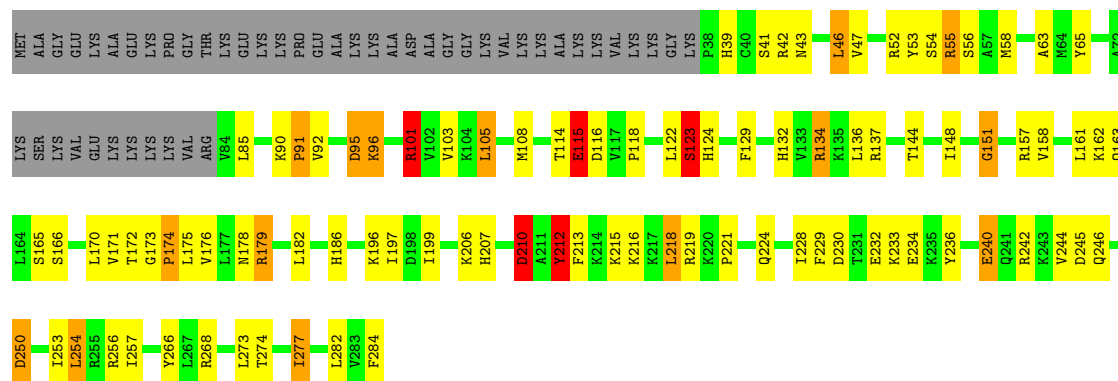 MET ALA GLY GLU LYS ALA GLU LYS PRO GLY THR LYS GLU LYS LYS PRO GLU ALA LYS LYS ALA ASP ALA GLY GLY LYS VAL LYS LYS ALA LYS LYS VAL LYS LYS GLY LYS P38 H39 C40 S41 R42 N43 L46 V47 R52 Y53 S54 R55 S56 A57 M58 A63 M64 Y65 A72
LYS SER LYS VAL GLU LYS LYS LYS LYS VAL ARG V84 L85 K90 P91 V92 D95 K96 R101 V102 V103 K104 L105 M108 T114 E115 D116 V117 P118 L122 S123 H124 F129 H132 V133 R134 K135 L136 R137 T144 I148 G151 R157 V158 L161 K162
L164 S165 S166 L170 V171 T172 G173 P174 L175 V176 L177 N178 R179 L182 H186 K196 I197 D198 I199 K206 H207 D210 A211 Y212 F213 K214 K215 K216 K217 L218 R219 K220 P221 Q224 I228 F229 D230 T231 E232 K233 E234 K235 Y236 E240 Q241 R242 K243 V244 D245 Q246
D250 I253 L254 R255 R256 I257 Y266 L267 R268 L273 T274 I277 L282 V283 F284